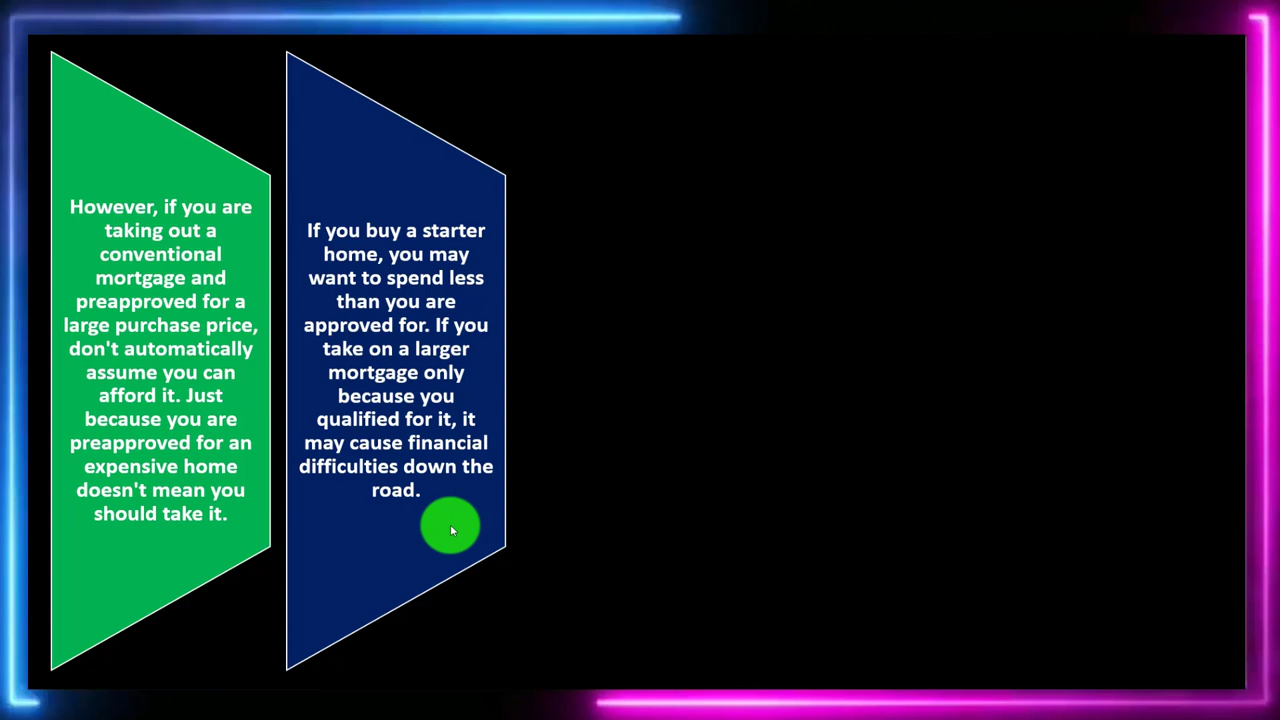 However, if you are
taking out a
conventional
mortgage and
preapproved for a
large purchase price,
don't automatically
assume you can
afford it. Just
because you are
preapproved for an
expensive home
doesn't mean you
should take it.
If you buy a starter
home, you may
want to spend less
than you are
approved for. If you
take on a larger
mortgage only
because you
qualified for it, it
may cause financial
difficulties down the
road.